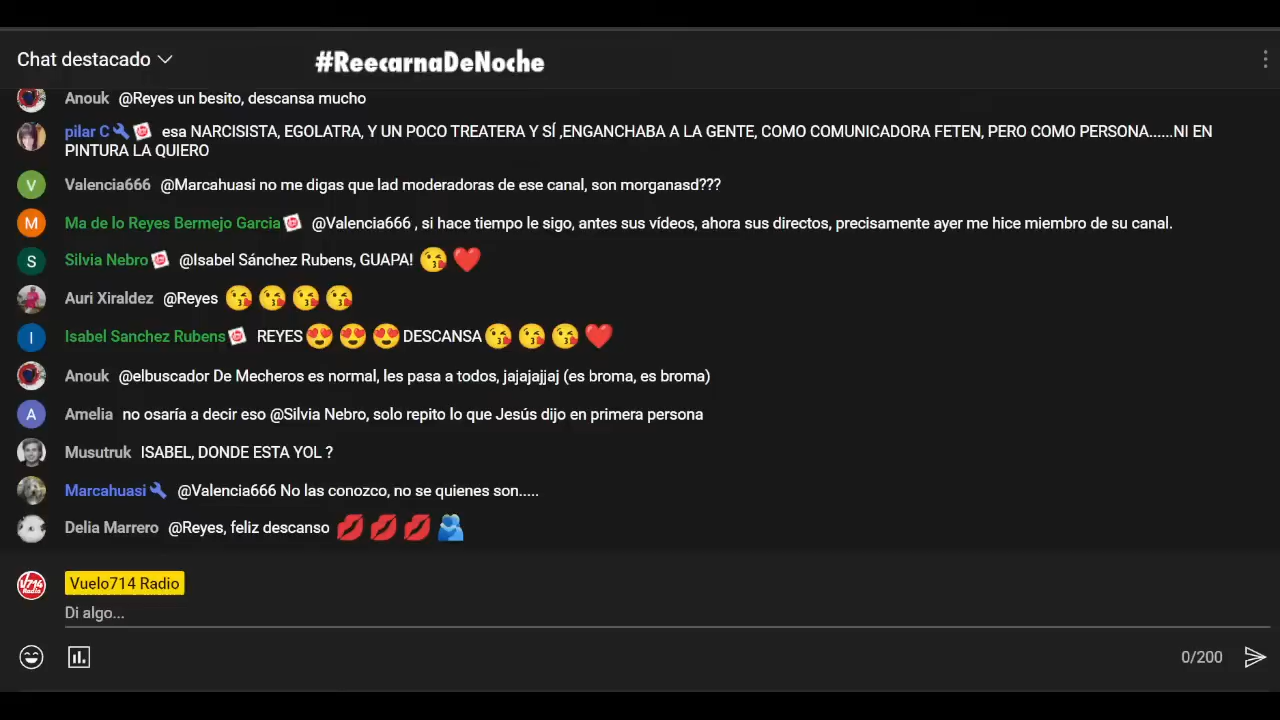 Chat destacado
#ReecarnaDeNoche
Anouk @Reyes un besito, descansa mucho
pilar C esa NARCISISTA, EGOLATRA, Y UN POCO TREATERA Y SÍ ,ENGANCHABA A LA GENTE, COMO COMUNICADORA FETEN, PERO COMO PERSONA......NI EN
PINTURA LA QUIERO
V Valencia666 @Marcahuasi no me digas que lad moderadoras de ese canal, son morganasd???
M Ma de lo Reyes Bermejo Garcia @Valencia666 , si hace tiempo le sigo, antes sus vídeos, ahora sus directos, precisamente ayer me hice miembro de su canal.
S Silvia Nebro @Isabel Sánchez Rubens, GUAPA! 😘 ❤️
Auri Xiraldez @Reyes 😘 😘 😘 😘
I Isabel Sanchez Rubens REYES😍 😍 😍 DESCANSA😘 😘 😘 ❤️
Anouk @elbuscador De Mecheros es normal, les pasa a todos, jajajajjaj (es broma, es broma)
A Amelia no osaría a decir eso @Silvia Nebro, solo repito lo que Jesús dijo en primera persona
Musutruk ISABEL, DONDE ESTA YOL ?
Marcahuasi @Valencia666 No las conozco, no se quienes son.....
Delia Marrero @Reyes, feliz descanso 💋 💋 💋 🫂
V714 Radio Vuelo714 Radio
Di algo...
0/200